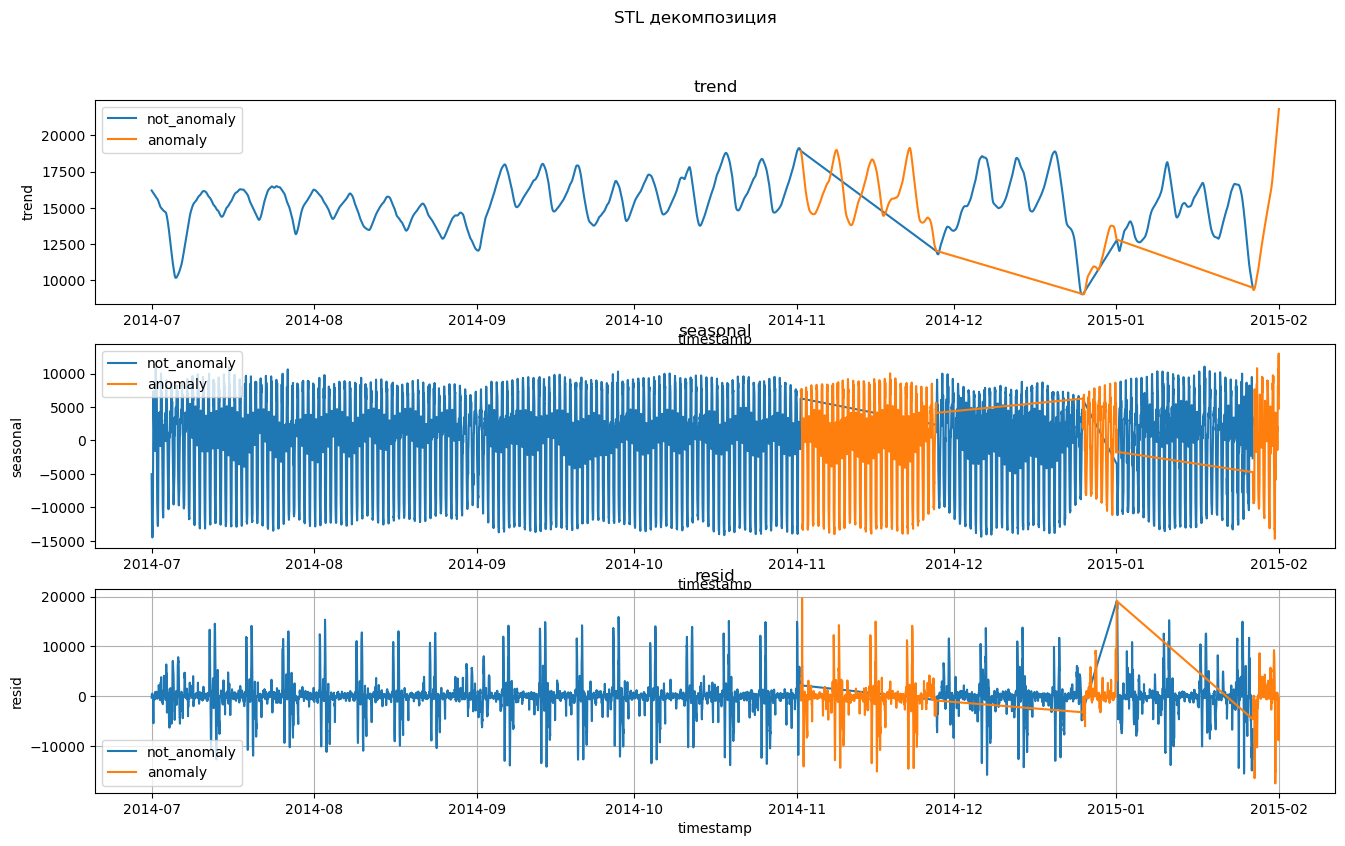 STL декомпозиция
trend
not_anomaly
anomaly
trend
20000
17500
15000
12500
10000
2014-07 2014-08 2014-09 2014-10 2014-11 2014-12 2015-01 2015-02
timestamp
seasonal
not_anomaly
anomaly
seasonal
10000
5000
0
−5000
−10000
−15000
2014-07 2014-08 2014-09 2014-10 2014-11 2014-12 2015-01 2015-02
timestamp
resid
resid
20000
10000
0
−10000
not_anomaly
anomaly
2014-07 2014-08 2014-09 2014-10 2014-11 2014-12 2015-01 2015-02
timestamp